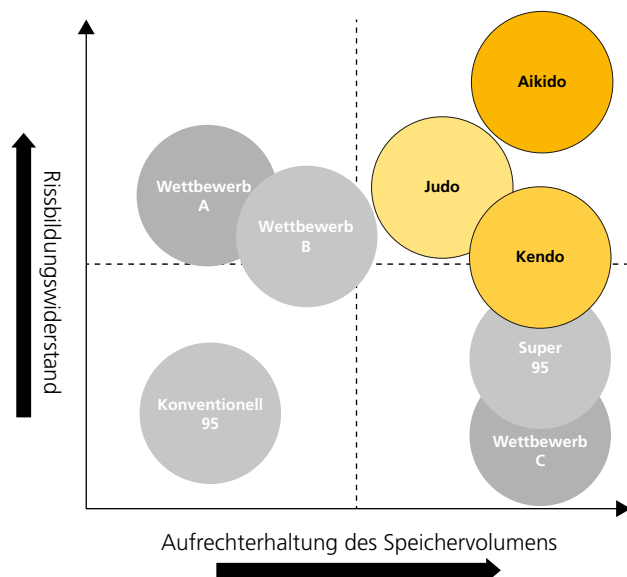 Aikido
Judo
Wettbewerb
A
Wettbewerb
B
Kendo
Super
95
Konventionell
95
Wettbewerb
C
Rissbildungswiderstand
Aufrechterhaltung des Speichervolumens